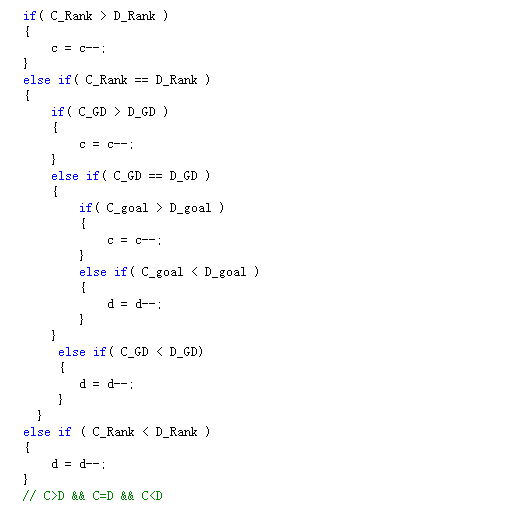 if( C_Rank > D_Rank )
{
    c = c--;
}
else if( C_Rank == D_Rank )
{
    if( C_GD > D_GD )
    {
        c = c--;
    }
    else if( C_GD == D_GD )
    {
        if( C_goal > D_goal )
        {
            c = c--;
        }
        else if( C_goal < D_goal )
        {
            d = d--;
        }
    }
     else if( C_GD < D_GD)
     {
        d = d--;
     }
  }
else if ( C_Rank < D_Rank )
{
    d = d--;
}
// C>D && C=D && C<D